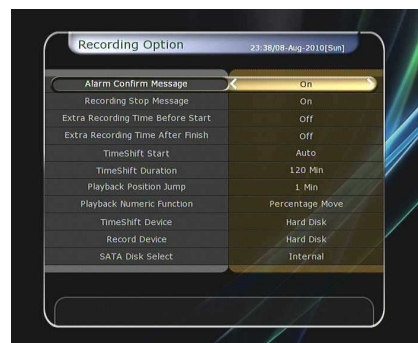 Recording Option 23:38/08-Aug-2010[Sun]
Alarm Confirm Message On
Recording Stop Message On
Extra Recording Time Before Start Off
Extra Recording Time After Finish Off
TimeShift Start Auto
TimeShift Duration 120 Min
Playback Position Jump 1 Min
Playback Numeric Function Percentage Move
TimeShift Device Hard Disk
Record Device Hard Disk
SATA Disk Select Internal